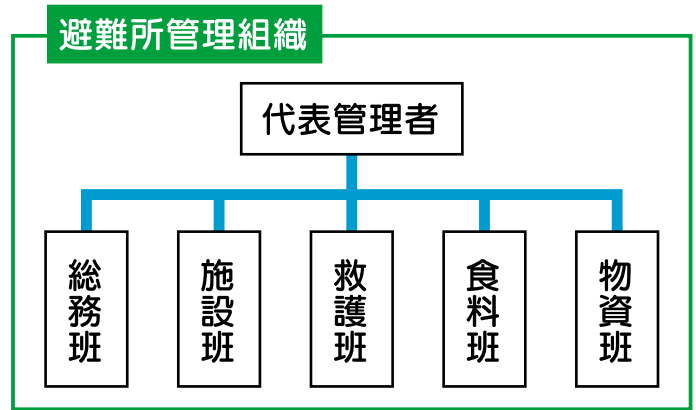 避難所管理組織
代表管理者
総務班
施設班
救護班
食料班
物資班